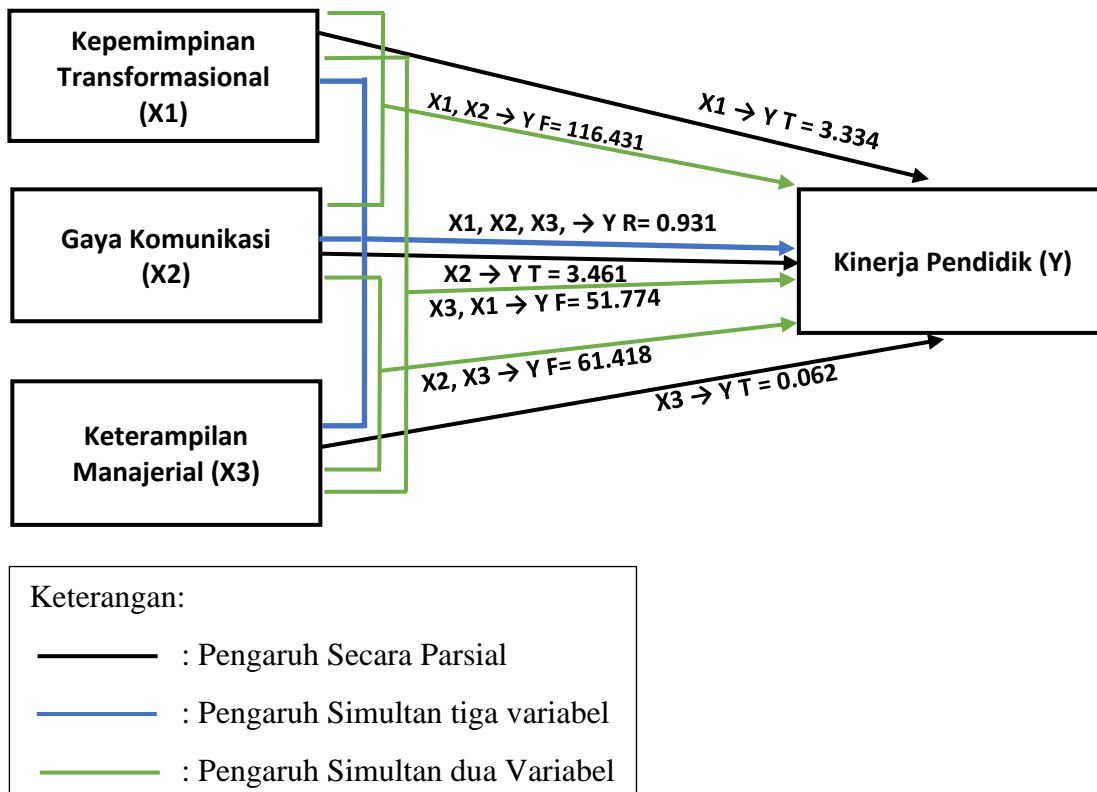 Kepemimpinan
Transformasional
(X1)
X1 → Y T = 3.334
X1, X2 → Y F= 116.431
Gaya Komunikasi
(X2)
X1, X2, X3, → Y R= 0.931
X2 → Y T = 3.461
X3, X1 → Y F= 51.774
Kinerja Pendidik (Y)
X2, X3 → Y F= 61.418
X3 → Y T = 0.062
Keterampilan
Manajerial (X3)
Keterangan:
: Pengaruh Secara Parsial
: Pengaruh Simultan tiga variabel
: Pengaruh Simultan dua Variabel